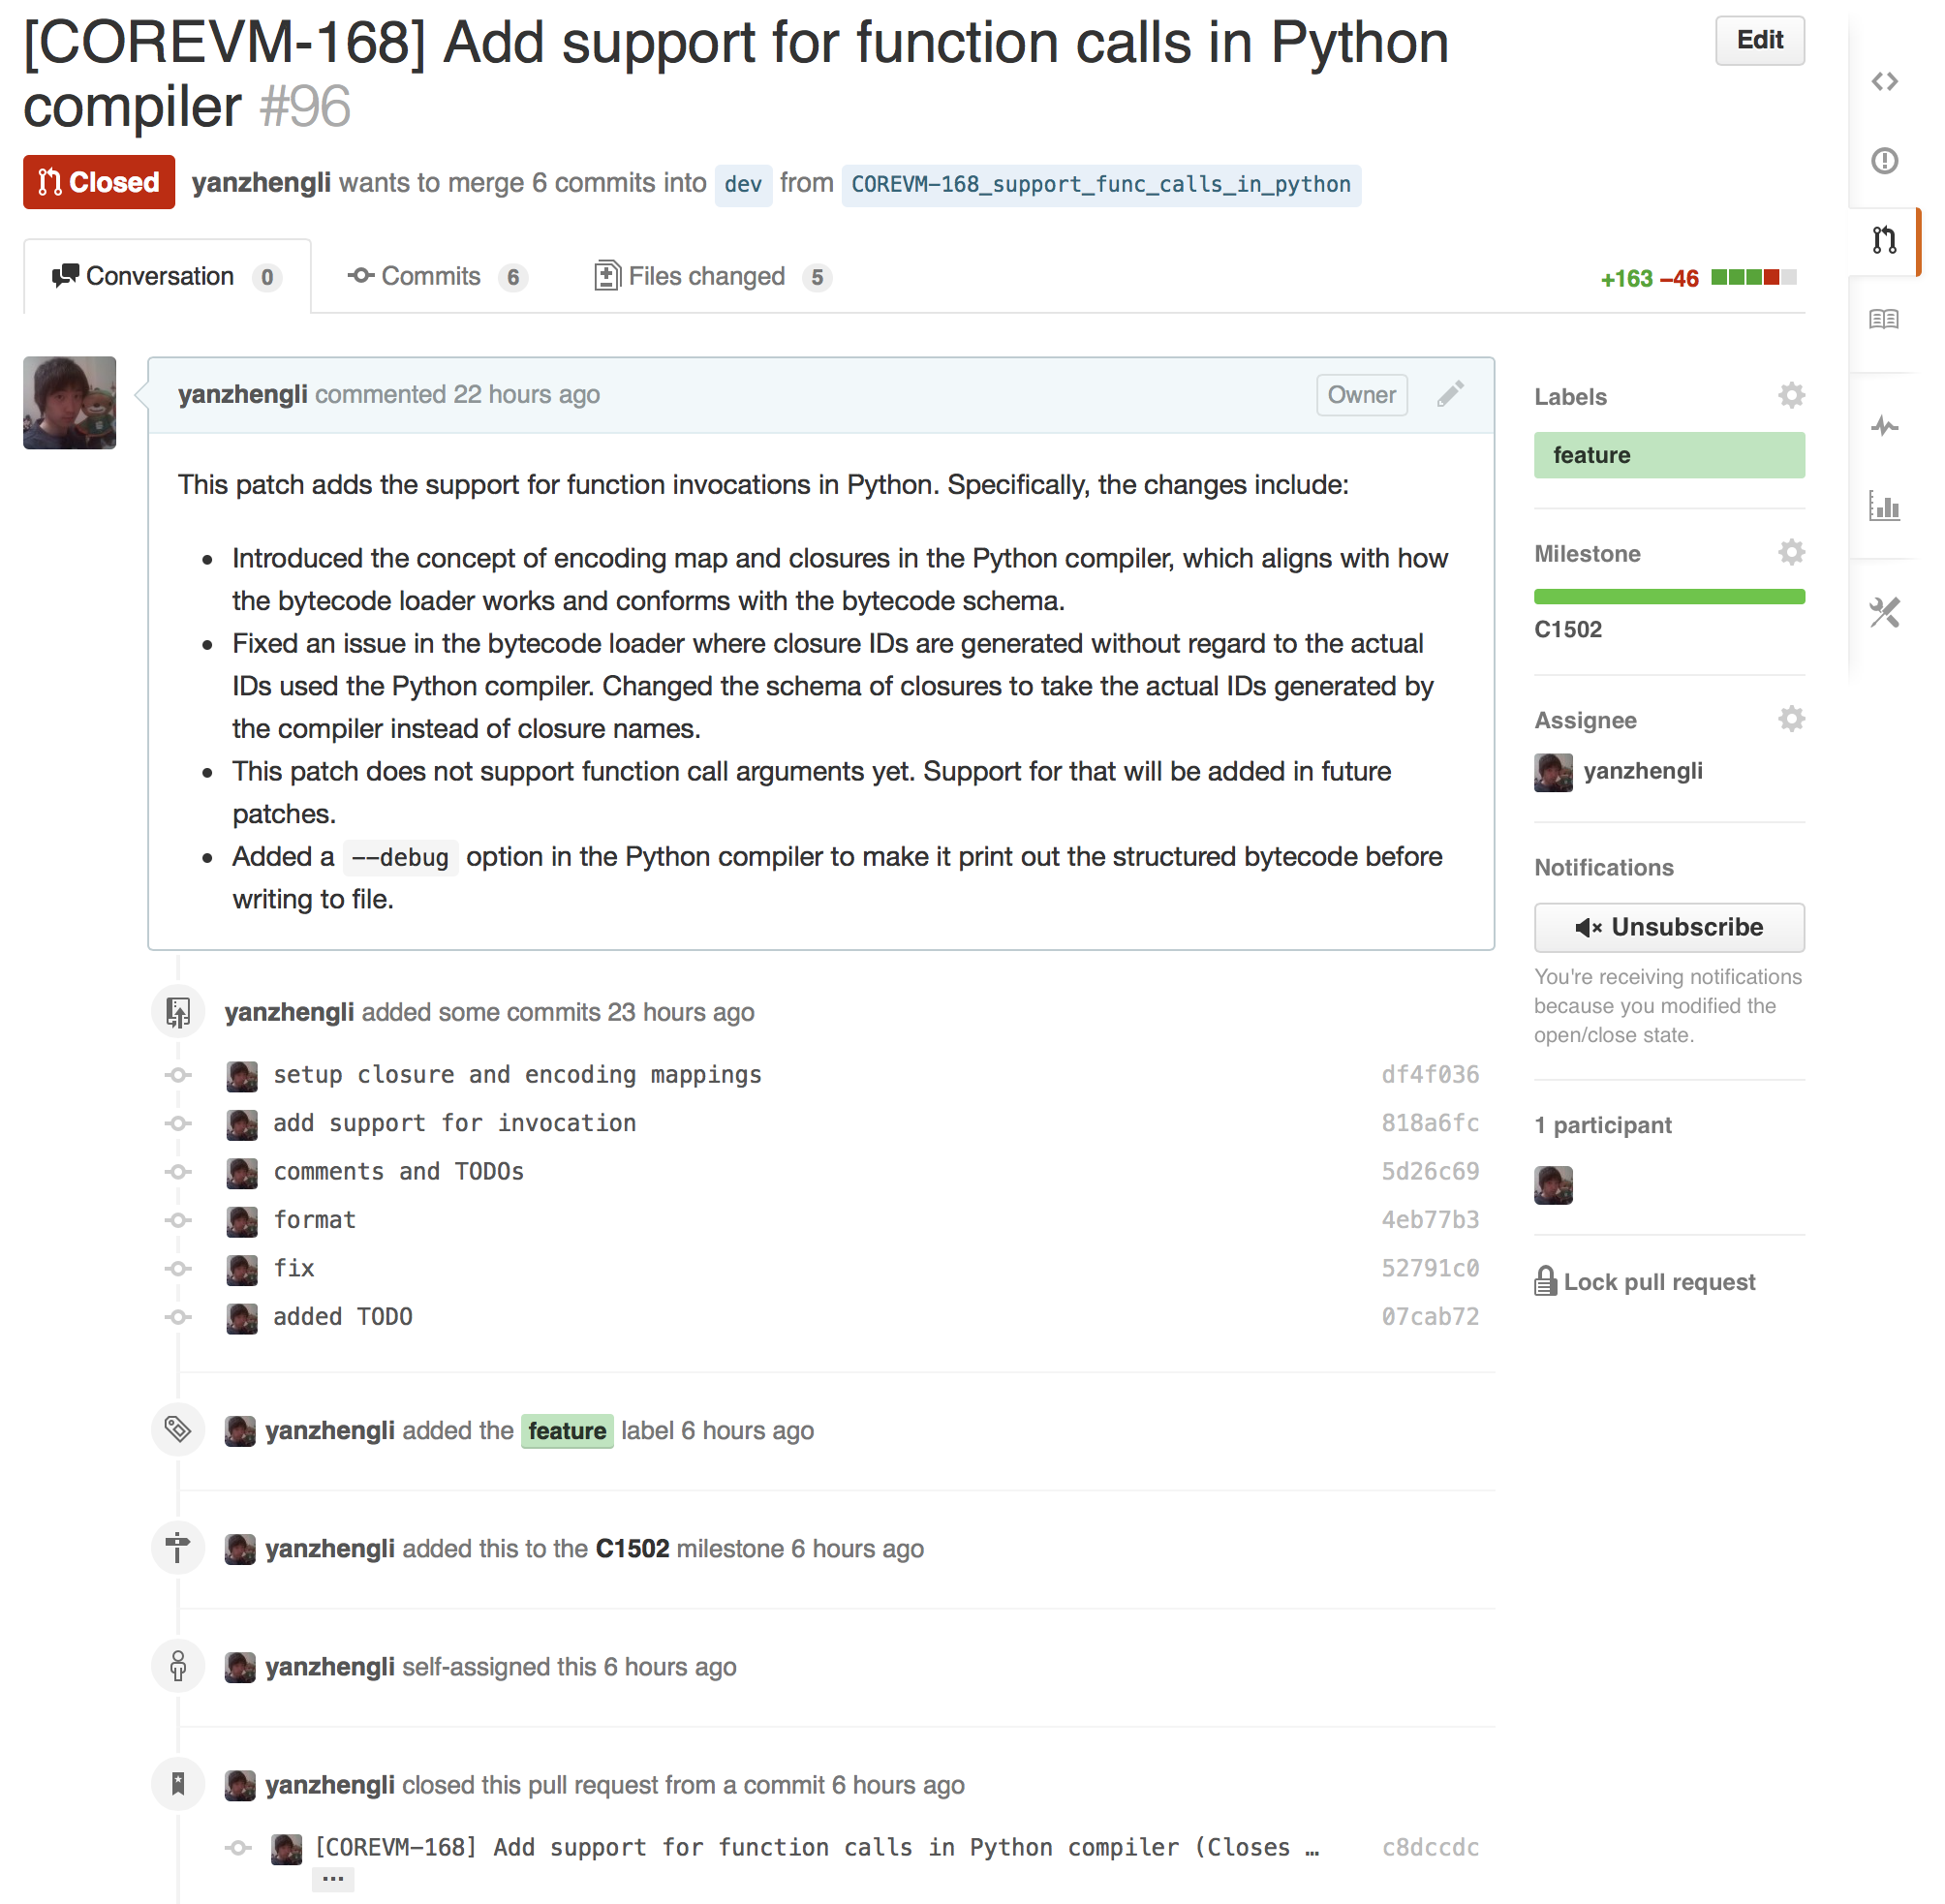 [COREVM-168] Add support for function calls in Python
compiler #96
Edit
Closed yanzhengli wants to merge 6 commits into dev from COREVM-168_support_func_calls_in_python
Conversation 0 Commits 6 Files changed 5 +163 −46
yanzhengli commented 22 hours ago Owner
This patch adds the support for function invocations in Python. Specifically, the changes include:
• Introduced the concept of encoding map and closures in the Python compiler, which aligns with how
the bytecode loader works and conforms with the bytecode schema.
• Fixed an issue in the bytecode loader where closure IDs are generated without regard to the actual
IDs used the Python compiler. Changed the schema of closures to take the actual IDs generated by
the compiler instead of closure names.
• This patch does not support function call arguments yet. Support for that will be added in future
patches.
• Added a --debug option in the Python compiler to make it print out the structured bytecode before
writing to file.
yanzhengli added some commits 23 hours ago
setup closure and encoding mappings df4f036
add support for invocation 818a6fc
comments and TODOs 5d26c69
format 4eb77b3
fix 52791c0
added TODO 07cab72
yanzhengli added the feature label 6 hours ago
yanzhengli added this to the C1502 milestone 6 hours ago
yanzhengli self-assigned this 6 hours ago
yanzhengli closed this pull request from a commit 6 hours ago
[COREVM-168] Add support for function calls in Python compiler (Closes … c8dccdc
…
Labels
feature
Milestone
C1502
Assignee
yanzhengli
Notifications
Unsubscribe
You're receiving notifications
because you modified the
open/close state.
1 participant
Lock pull request